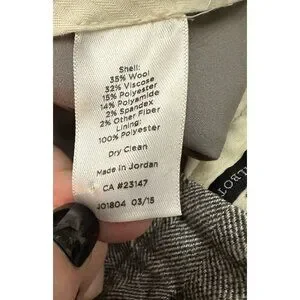 Shell:
35% Wool
32% Viscose
15% Polyester
14% Polyamide
2% Spandex
2% Other Fiber
Lining:
100% Polyester
Dry Clean
Made in Jordan
CA #23147
J01804 03/15
LBOT